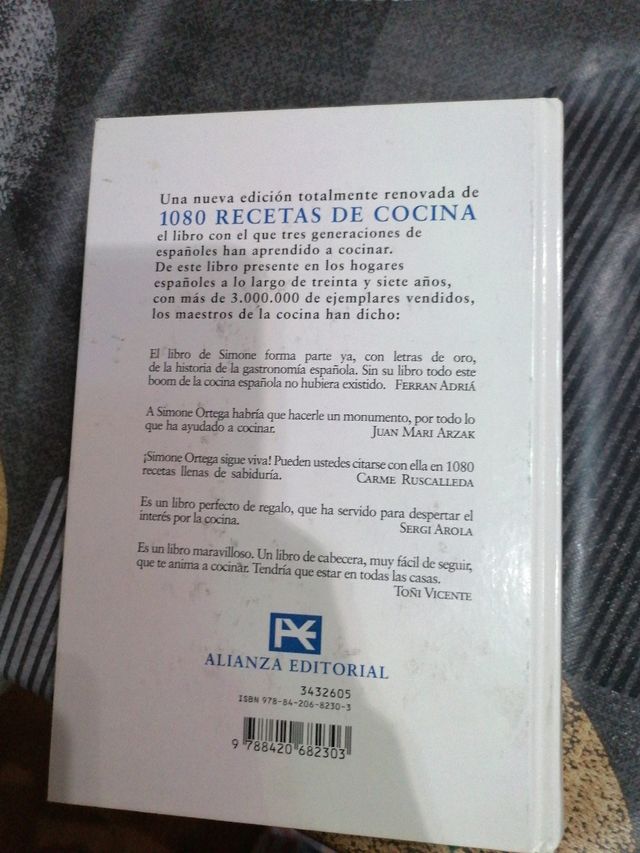 Una nueva edición totalmente renovada de
1080 RECETAS DE COCINA
el libro con el que tres generaciones de
españoles han aprendido a cocinar.
De este libro presente en los hogares
españoles a lo largo de treinta y siete años,
con más de 3.000.000 de ejemplares vendidos,
los maestros de la cocina han dicho:
El libro de Simone forma parte ya, con letras de oro,
de la historia de la gastronomía española. Sin su libro todo este
boom de la cocina española no hubiera existido. FERRAN ADRIÁ
A Simone Ortega habría que hacerle un monumento, por todo lo
que ha ayudado a cocinar. JUAN MARI ARZAK
¡Simone Ortega sigue viva! Pueden ustedes citarse con ella en 1080
recetas llenas de sabiduría. CARME RUSCALLEDA
Es un libro perfecto de regalo, que ha servido para despertar el
interés por la cocina. SERGI AROLA
Es un libro maravilloso. Un libro de cabecera, muy fácil de seguir,
que te anima a cocinar. Tendría que estar en todas las casas.
TOÑI VICENTE
ALIANZA EDITORIAL
3432605
ISBN 978-84-206-8230-3
9 788420 682303